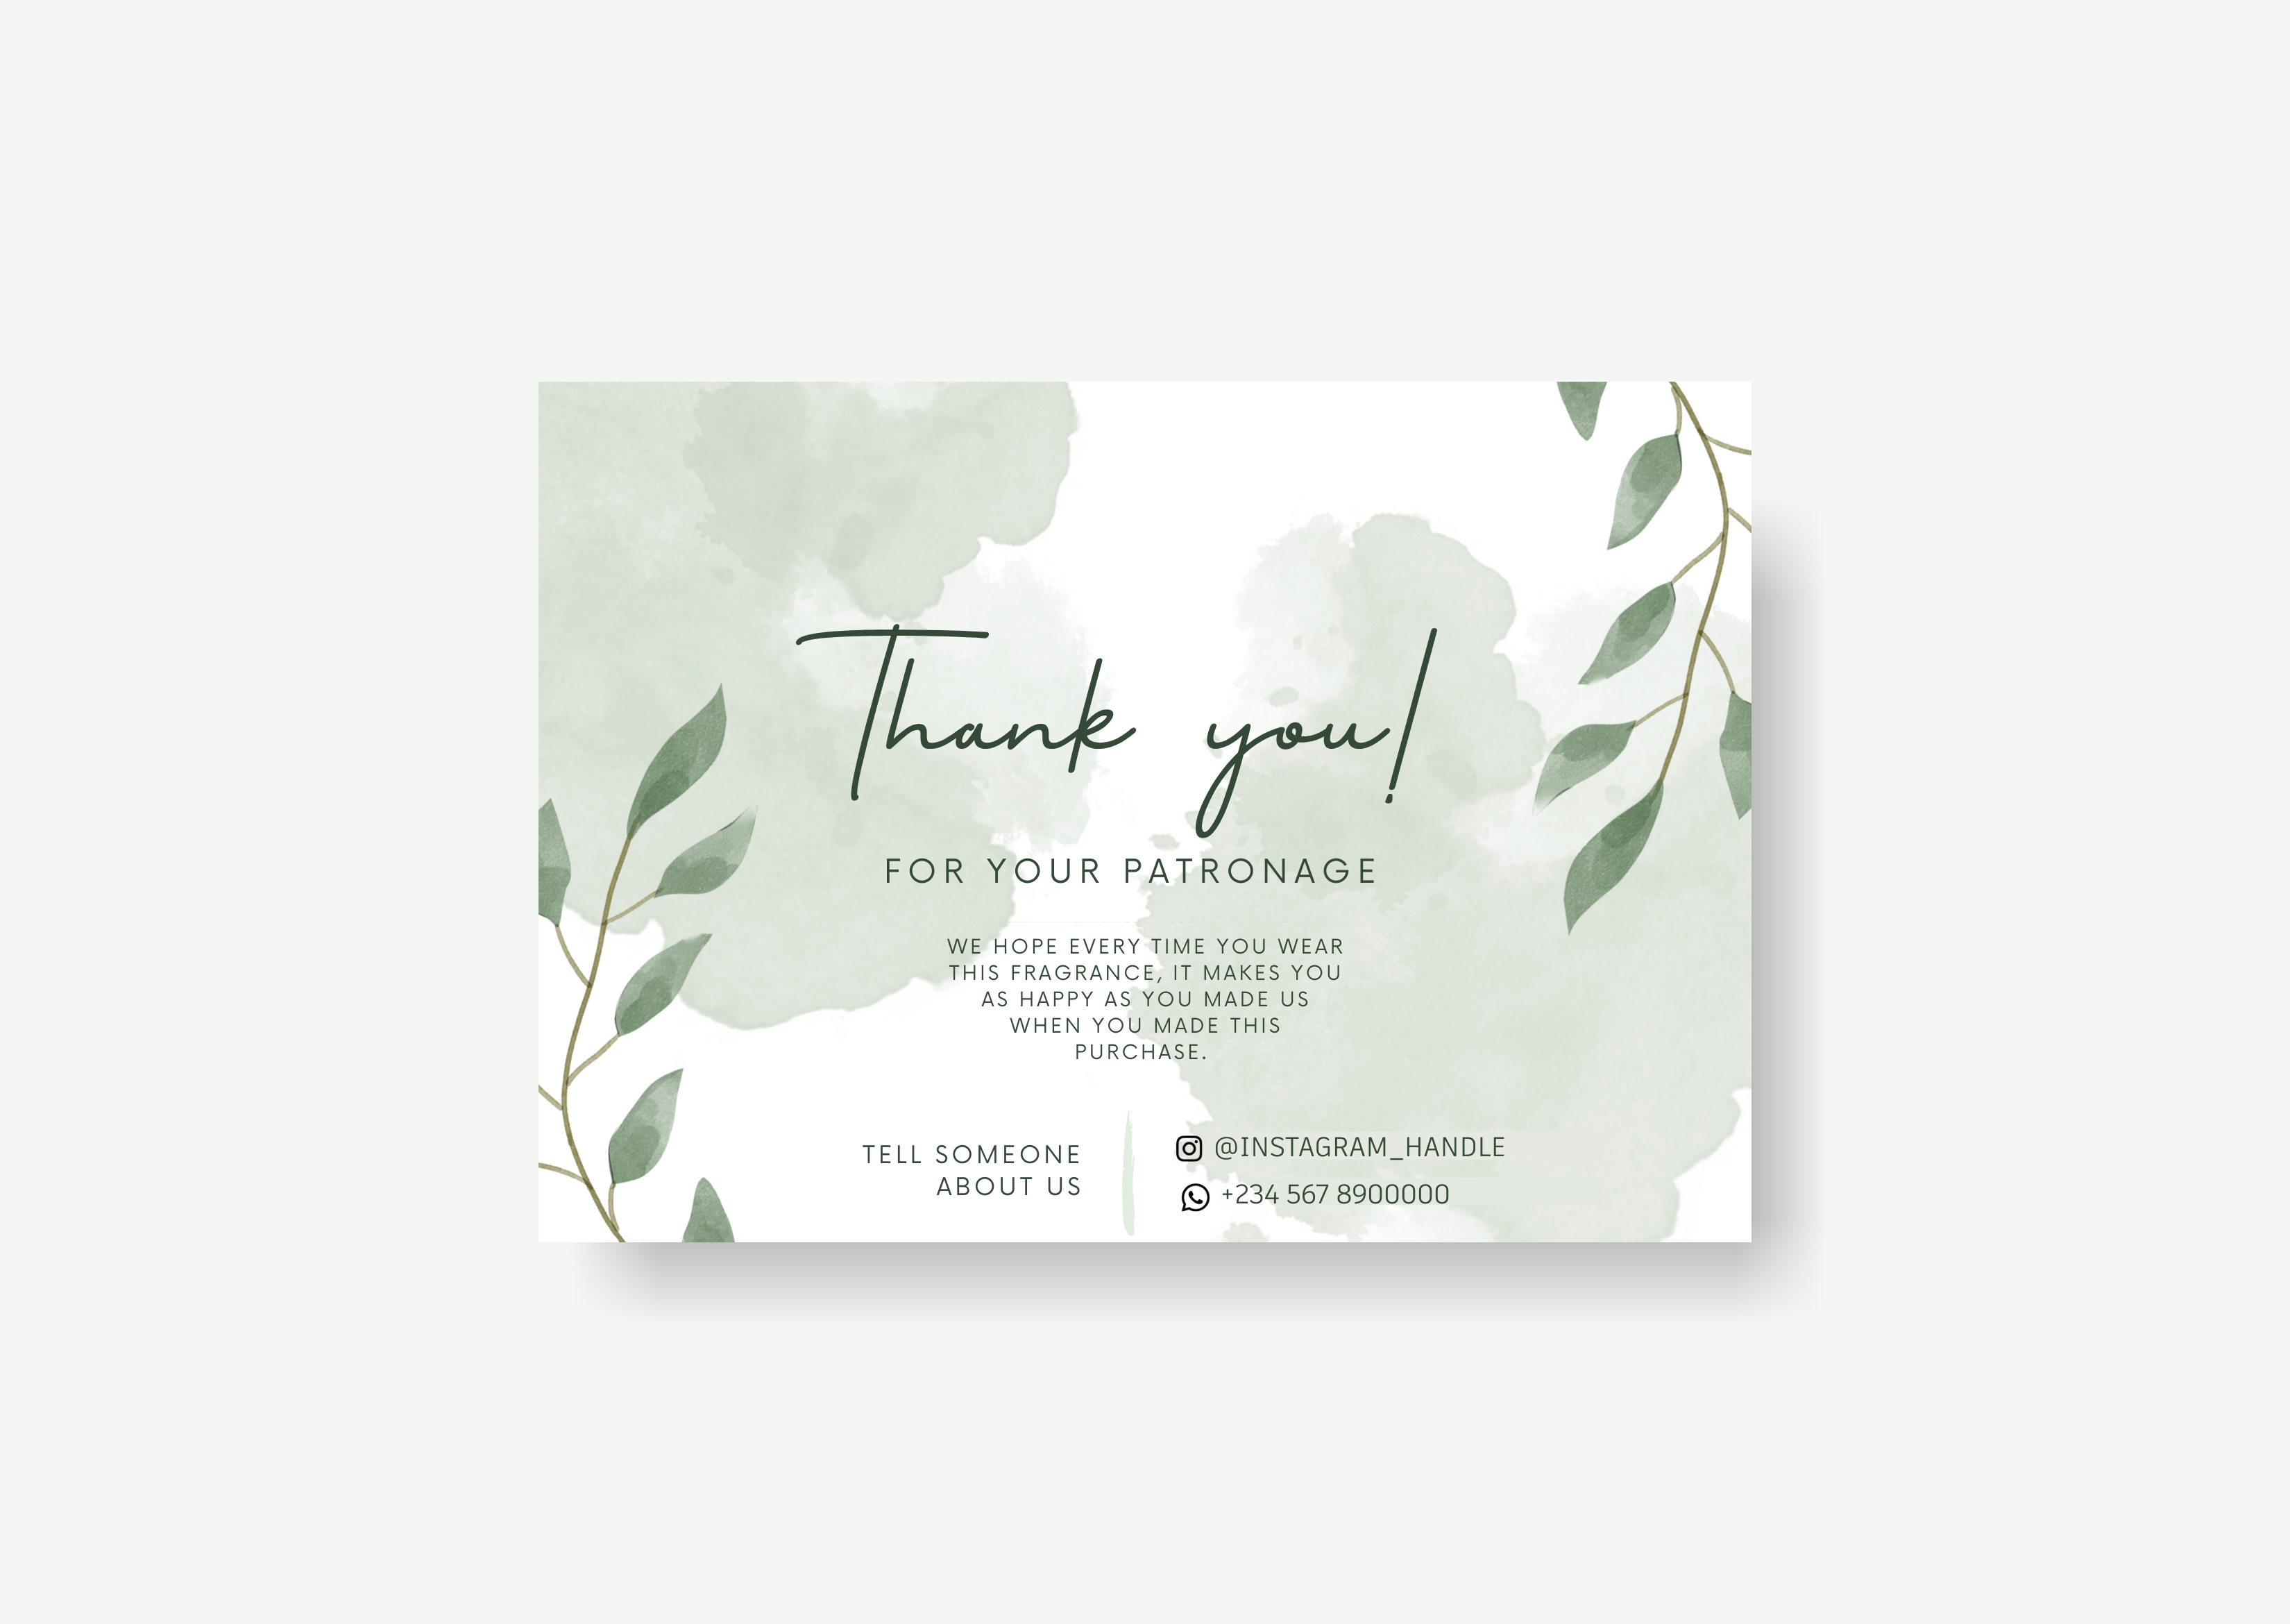 Thank you!
FOR YOUR PATRONAGE
WE HOPE EVERY TIME YOU WEAR
THIS FRAGRANCE, IT MAKES YOU
AS HAPPY AS YOU MADE US
WHEN YOU MADE THIS
PURCHASE.
TELL SOMEONE
ABOUT US
@INSTAGRAM_HANDLE
+234 567 8900000